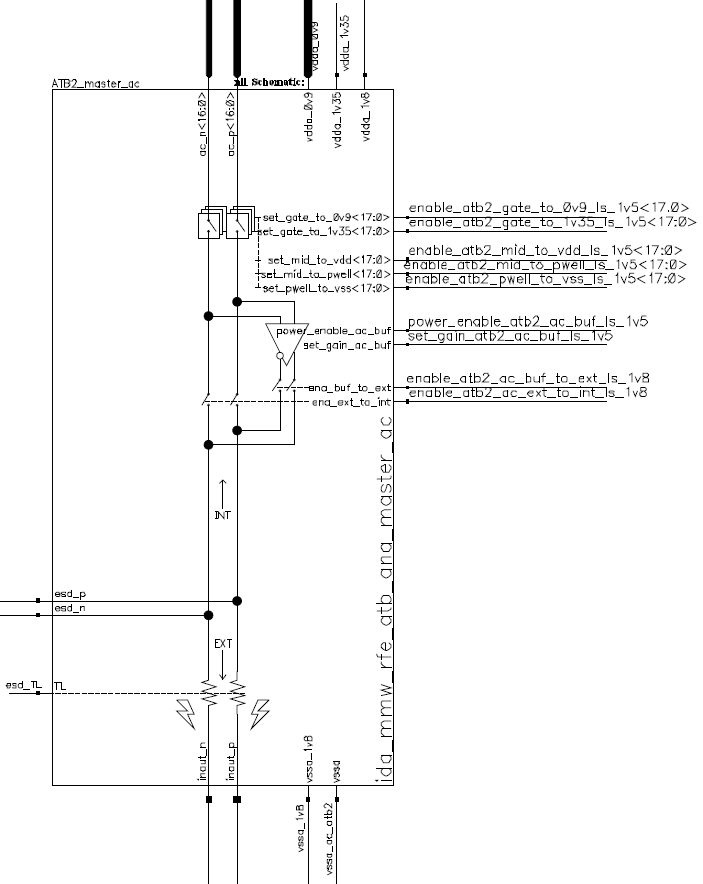 vdda_0v9
vdda_1v35
ATB2_master_ac
all Schematic:
ac_n<16:0>
ac_p<16:0>
vdda_0v9
vdda_1v35
vdda_1v8
set_gate_to_0v9<17:0>
enable_atb2_gate_to_0v9_ls_1v5<17:0>
set_gate_to_1v35<17:0>
enable_atb2_gate_to_1v35_ls_1v5<17:0>
set_mid_to_vdd<17:0>
enable_atb2_mid_to_vdd_ls_1v5<17:0>
set_mid_to_pwell<17:0>
enable_atb2_mid_to_pwell_ls_1v5<17:0>
set_pwell_to_vss<17:0>
enable_atb2_pwell_to_vss_ls_1v5<17:0>
power_enable_ac_buf
power_enable_atb2_ac_buf_ls_1v5
set_gain_ac_buf
set_gain_atb2_ac_buf_ls_1v5
ena_buf_to_ext
enable_atb2_ac_buf_to_ext_ls_1v8
ena_ext_to_int
enable_atb2_ac_ext_to_int_ls_1v8
ida_mmw_rfe_atb_ana_master_ac
INT
esd_p
esd_n
EXT
esd_TL
TL
inout_n
inout_p
vssa_1v8
vssa
vssa_1v8
vssa_ac_atb2